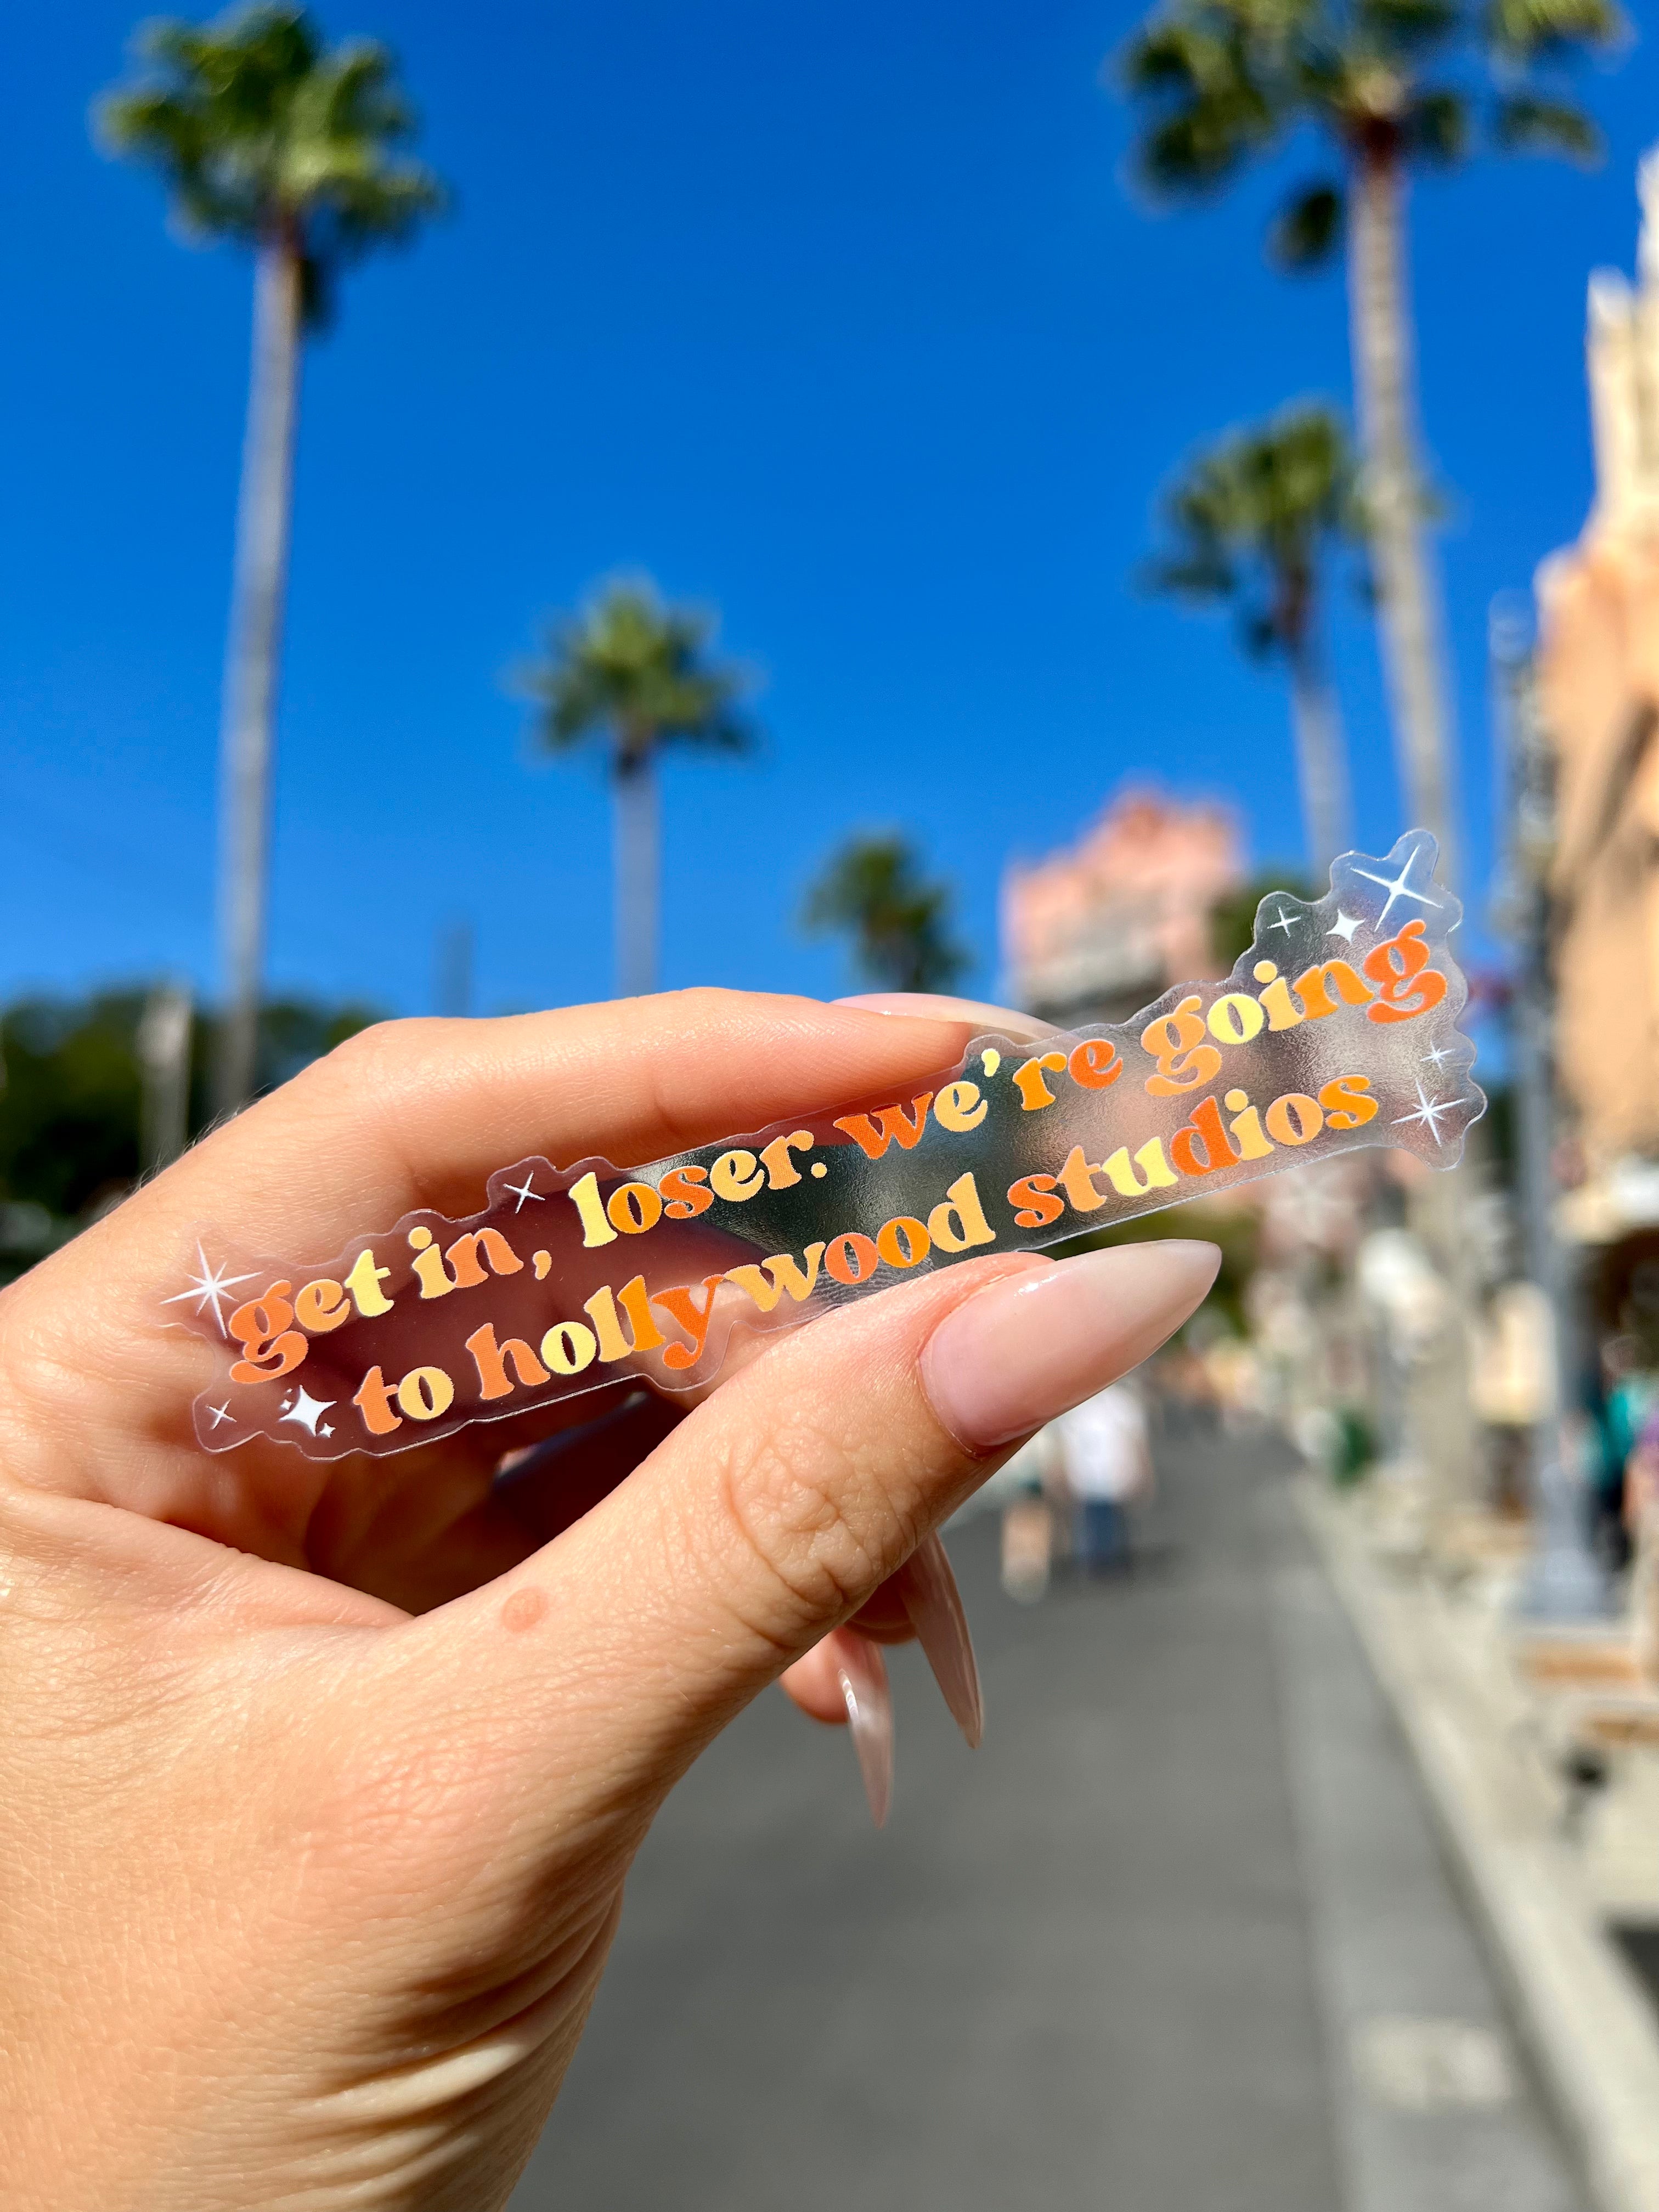 get in, loser. we're going
to hollywood studios